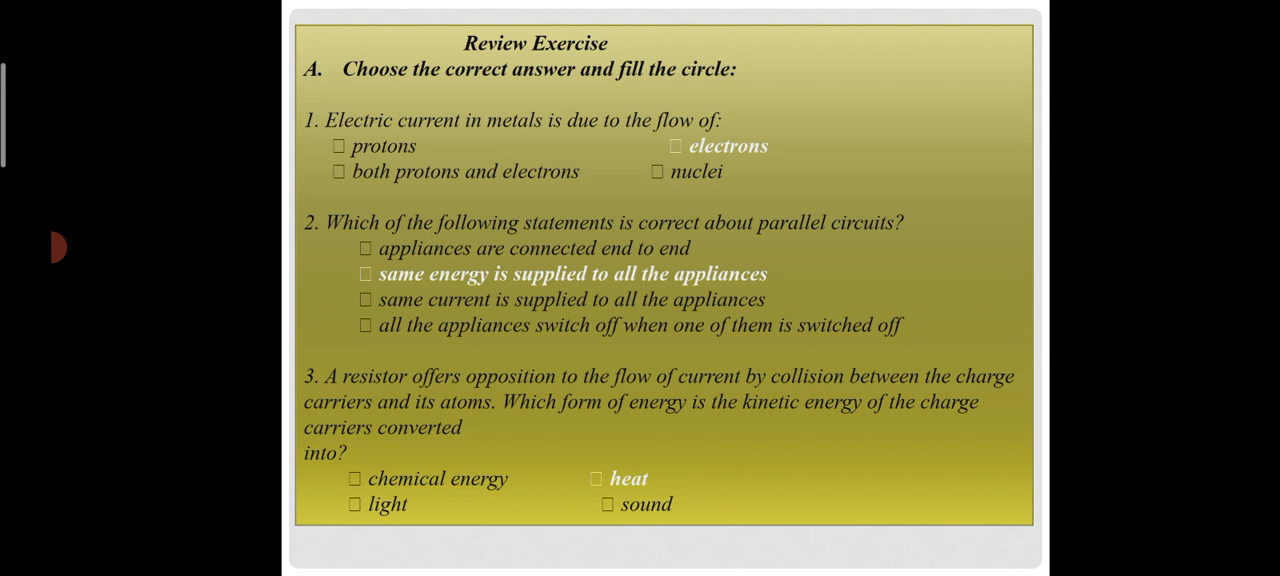 Review Exercise
A. Choose the correct answer and fill the circle:
1. Electric current in metals is due to the flow of:
□ protons □ electrons
□ both protons and electrons □ nuclei
2. Which of the following statements is correct about parallel circuits?
□ appliances are connected end to end
□ same energy is supplied to all the appliances
□ same current is supplied to all the appliances
□ all the appliances switch off when one of them is switched off
3. A resistor offers opposition to the flow of current by collision between the charge
carriers and its atoms. Which form of energy is the kinetic energy of the charge
carriers converted
into?
□ chemical energy □ heat
□ light □ sound